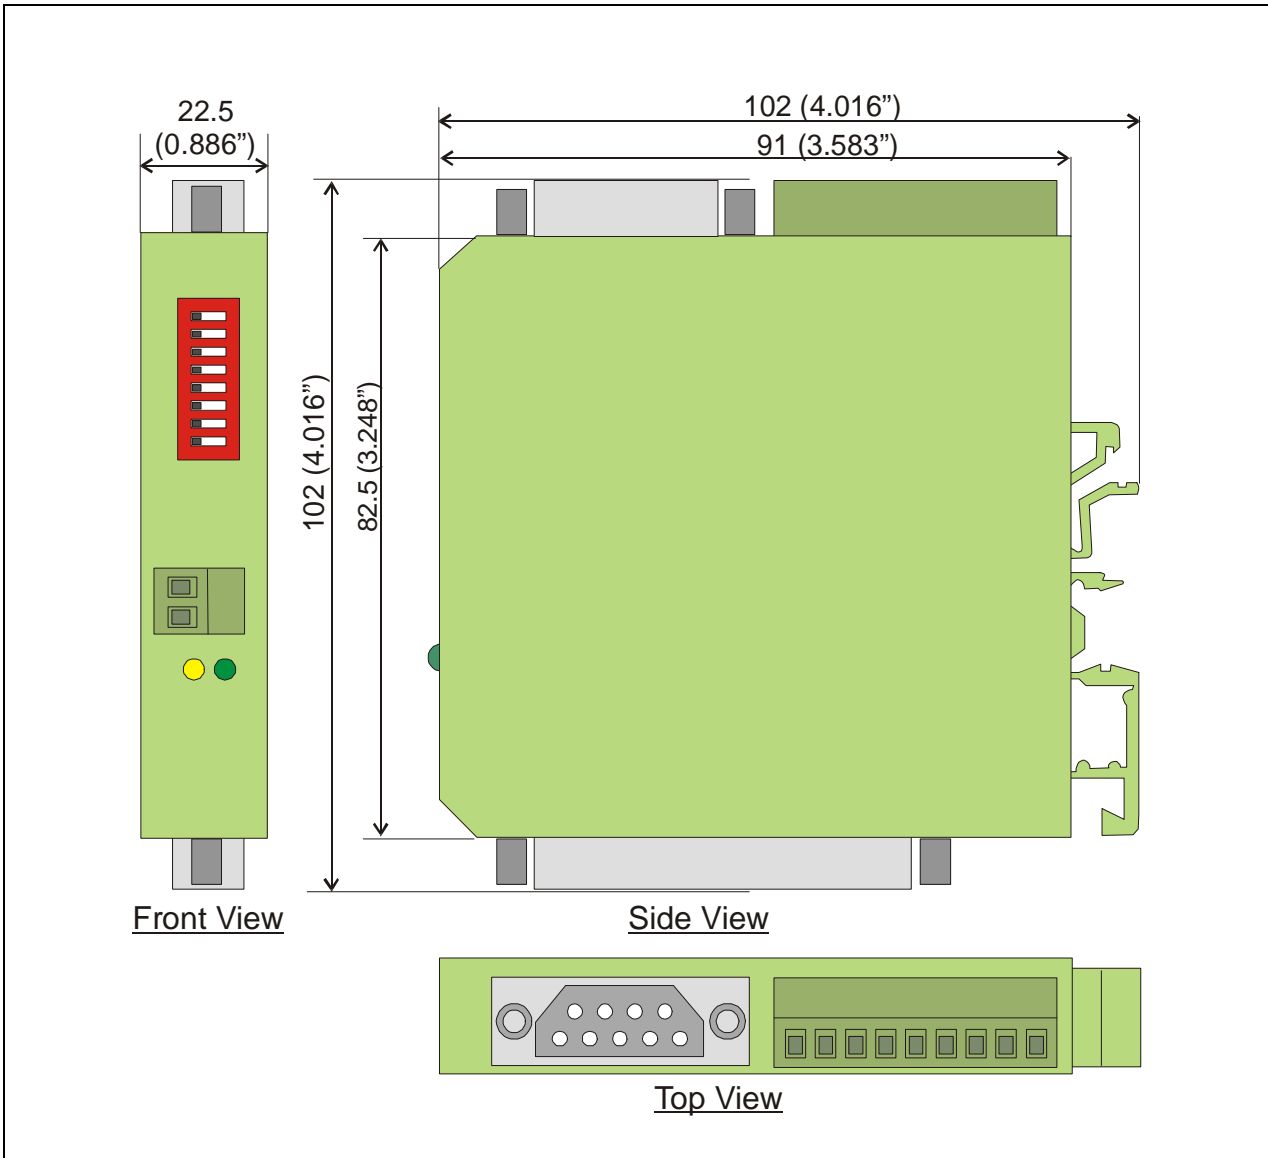 22.5
(0.886”)
102 (4.016”)
91 (3.583”)
102 (4.016”)
82.5 (3.248”)
Front View
Side View
Top View